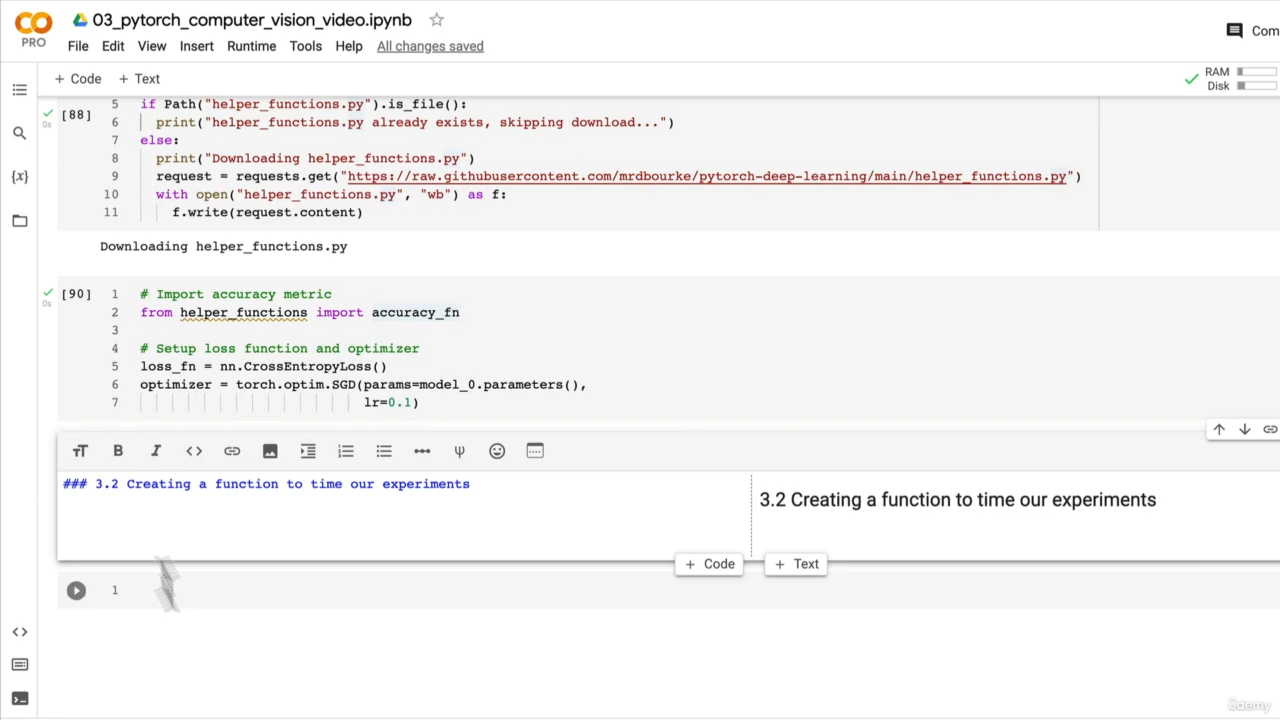 CO
PRO
03_pytorch_computer_vision_video.ipynb
File Edit View Insert Runtime Tools Help All changes saved
Com
+ Code + Text
RAM
Disk
[88]
5 if Path("helper_functions.py").is_file():
6 print("helper_functions.py already exists, skipping download...")
7 else:
8 print("Downloading helper_functions.py")
9 request = requests.get("https://raw.githubusercontent.com/mrdbourke/pytorch-deep-learning/main/helper_functions.py")
10 with open("helper_functions.py", "wb") as f:
11 f.write(request.content)
0s
Downloading helper_functions.py
[90]
1 # Import accuracy metric
2 from helper_functions import accuracy_fn
3
4 # Setup loss function and optimizer
5 loss_fn = nn.CrossEntropyLoss()
6 optimizer = torch.optim.SGD(params=model_0.parameters(),
7 lr=0.1)
0s
### 3.2 Creating a function to time our experiments
3.2 Creating a function to time our experiments
+ Code + Text
1
{x}
ûdemy